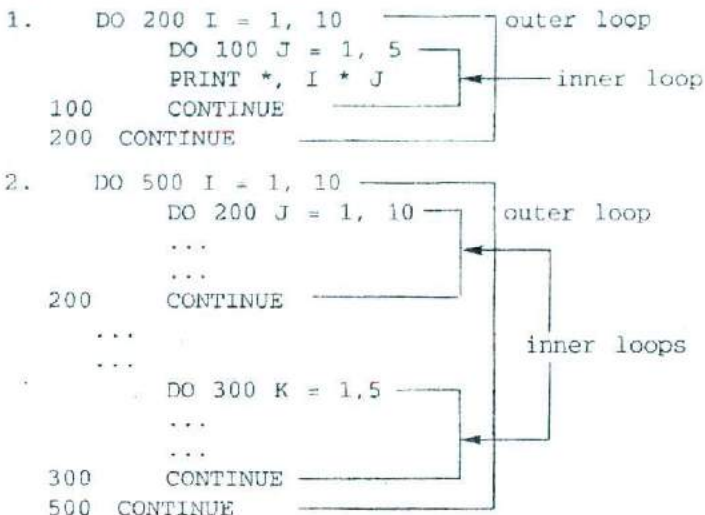 1. DO 200 I = 1, 10 outer loop
DO 100 J = 1, 5
PRINT *, I * J inner loop
100 CONTINUE
200 CONTINUE
2. DO 500 I = 1, 10
DO 200 J = 1, 10 outer loop
...
...
200 CONTINUE
... inner loops
...
DO 300 K = 1,5
...
...
300 CONTINUE
500 CONTINUE